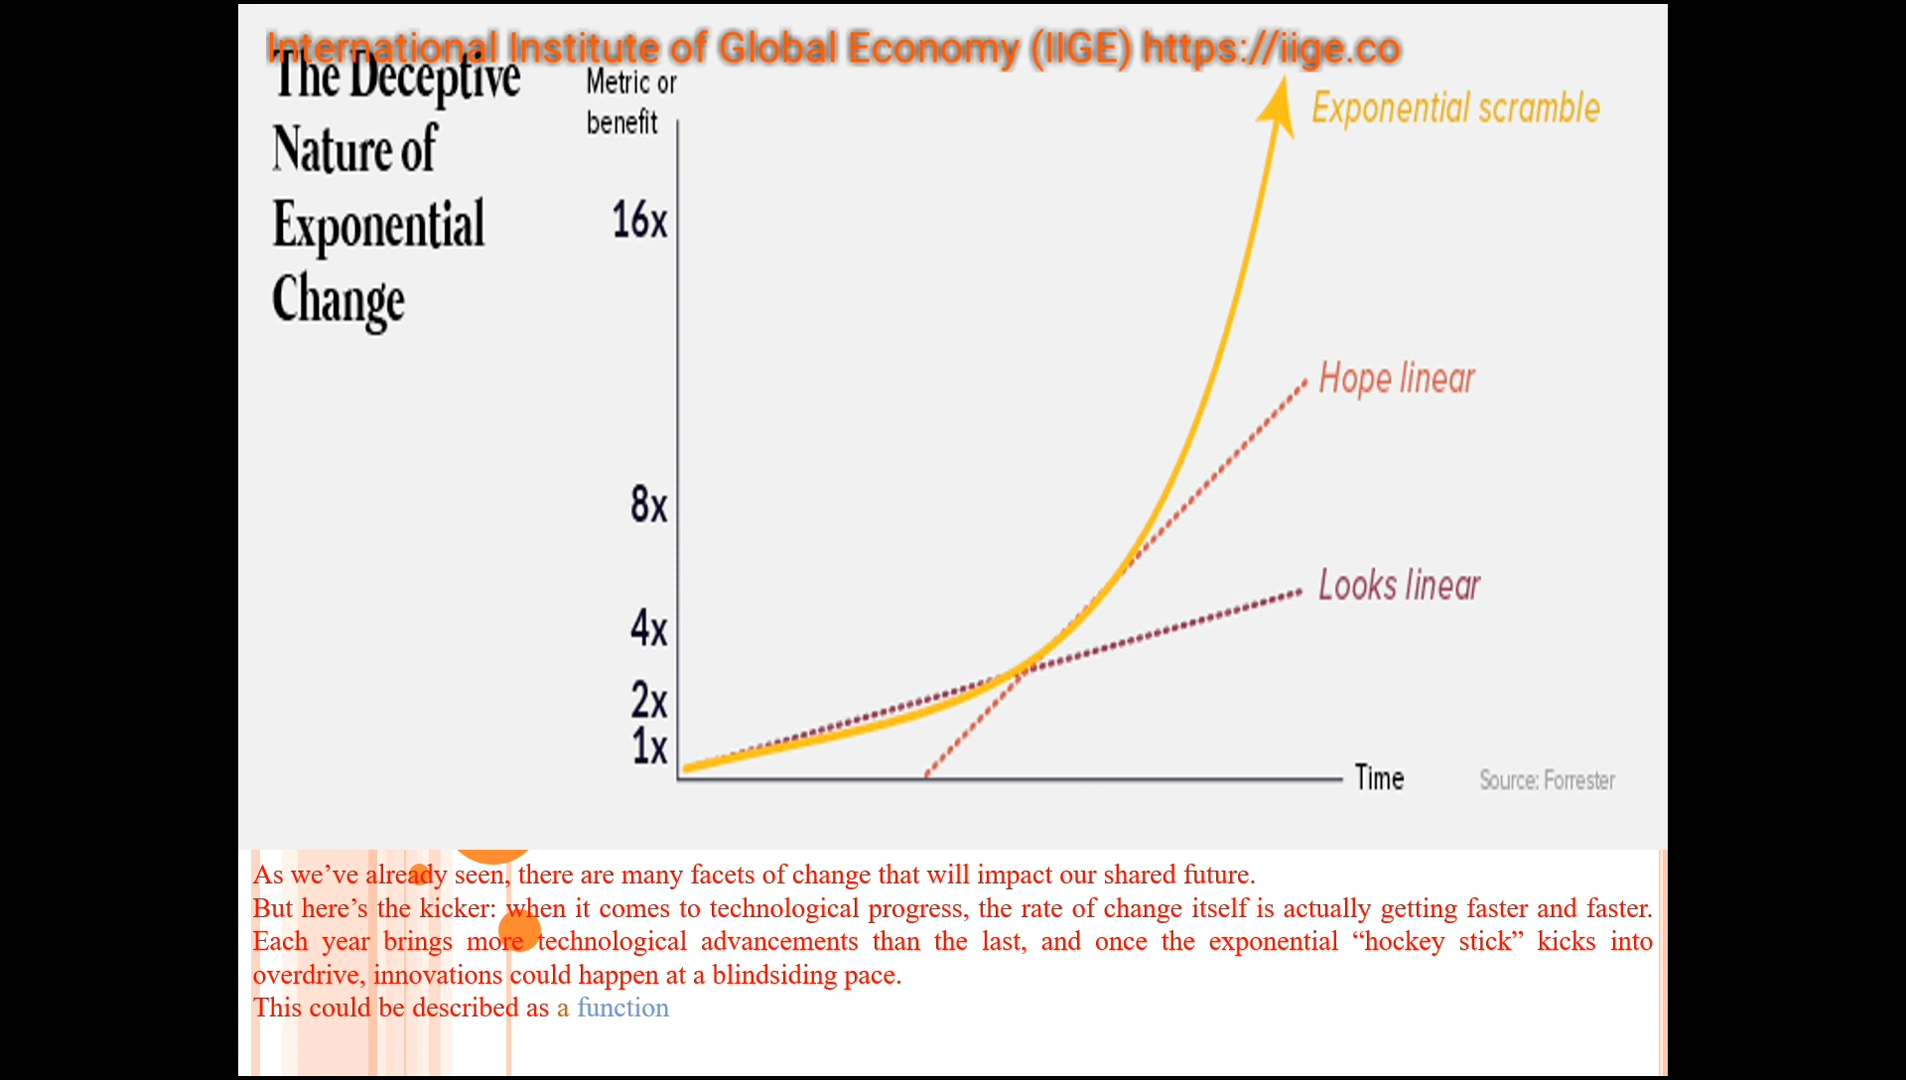 International Institute of Global Economy (IIGE) https://iige.co
The Deceptive
Nature of
Exponential
Change
Metric or
benefit
16x
8x
4x
2x
1x
Exponential scramble
Hope linear
Looks linear
Time
Source: Forrester
As we’ve already seen, there are many facets of change that will impact our shared future.
But here’s the kicker: when it comes to technological progress, the rate of change itself is actually getting faster and faster.
Each year brings more technological advancements than the last, and once the exponential “hockey stick” kicks into
overdrive, innovations could happen at a blindsiding pace.
This could be described as a function